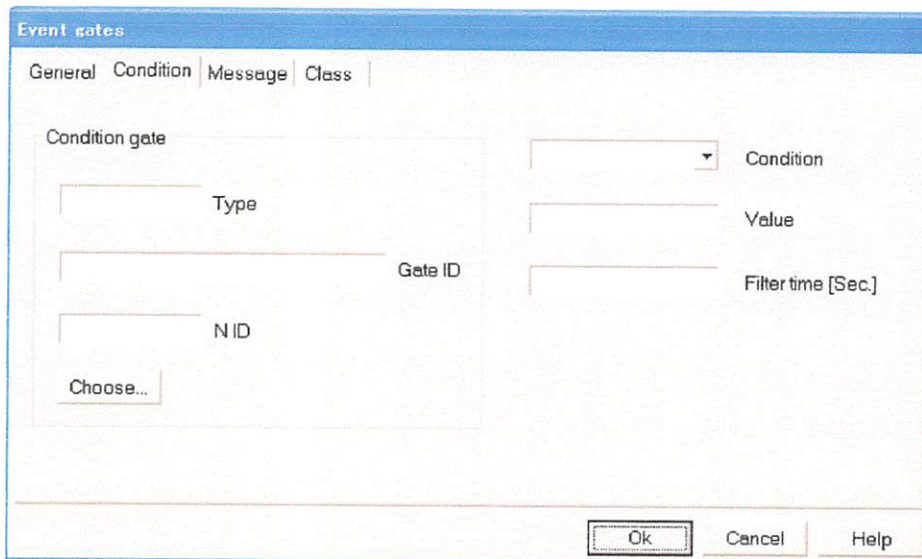 Event gates
General Condition Message Class
Condition gate
Type
Gate ID
N ID
Choose...
Condition
Value
Filter time [Sec.]
Ok Cancel Help